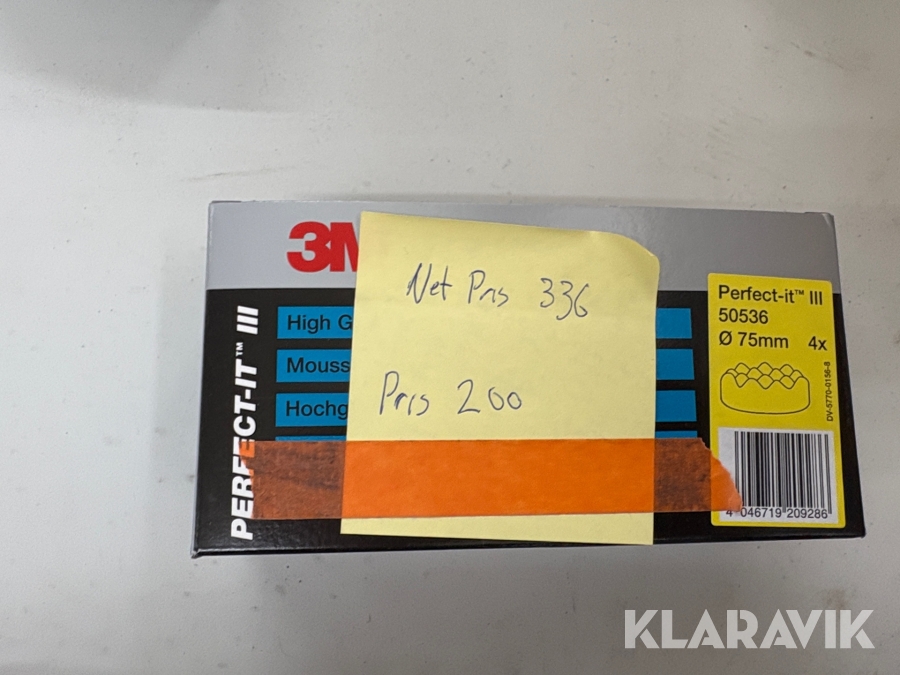 3M
Net Pris 336
Pris 200
High G
Mouss
Hochg
PERFECT-IT™ III
Perfect-it™ III
50536
Ø 75mm 4x
DV-5770-0156-8
4 046719 209286
KLARAVIK